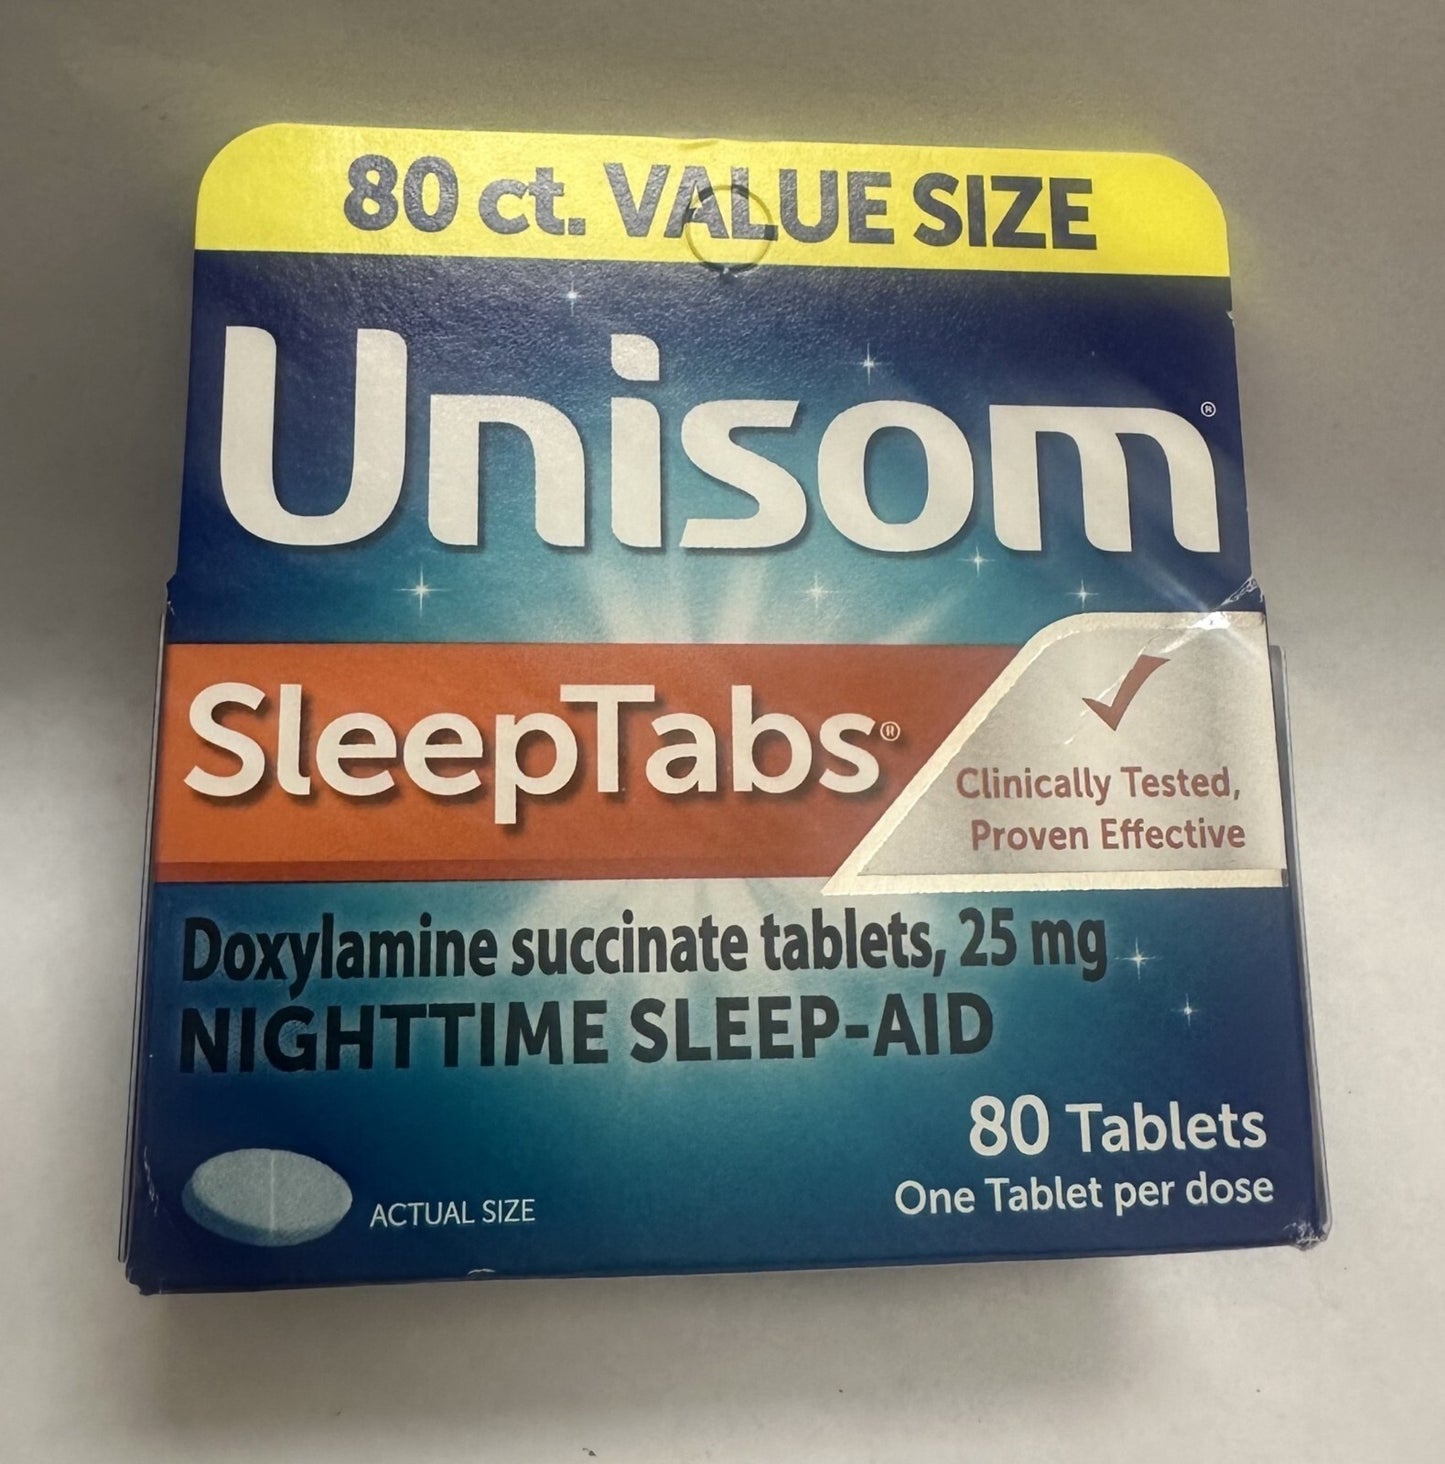 80 ct. VALUE SIZE
Unisom®
SleepTabs®
Clinically Tested,
Proven Effective
Doxylamine succinate tablets, 25 mg
NIGHTTIME SLEEP-AID
80 Tablets
One Tablet per dose
ACTUAL SIZE